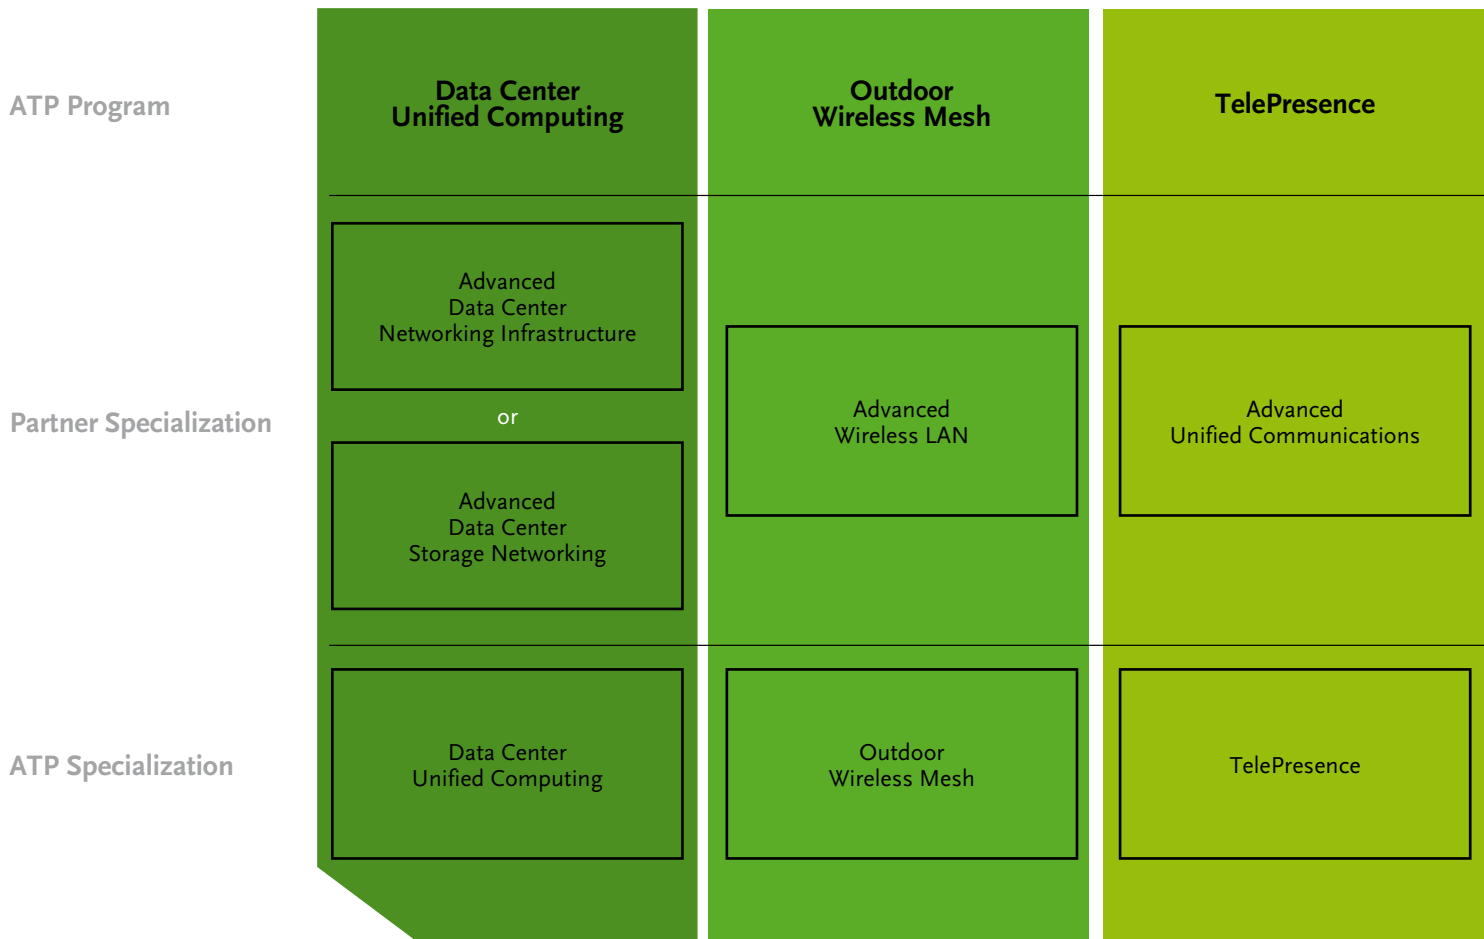 ATP Program
Data Center
Unified Computing
Outdoor
Wireless Mesh
TelePresence
Partner Specialization
Advanced
Data Center
Networking Infrastructure
or
Advanced
Data Center
Storage Networking
Advanced
Wireless LAN
Advanced
Unified Communications
ATP Specialization
Data Center
Unified Computing
Outdoor
Wireless Mesh
TelePresence